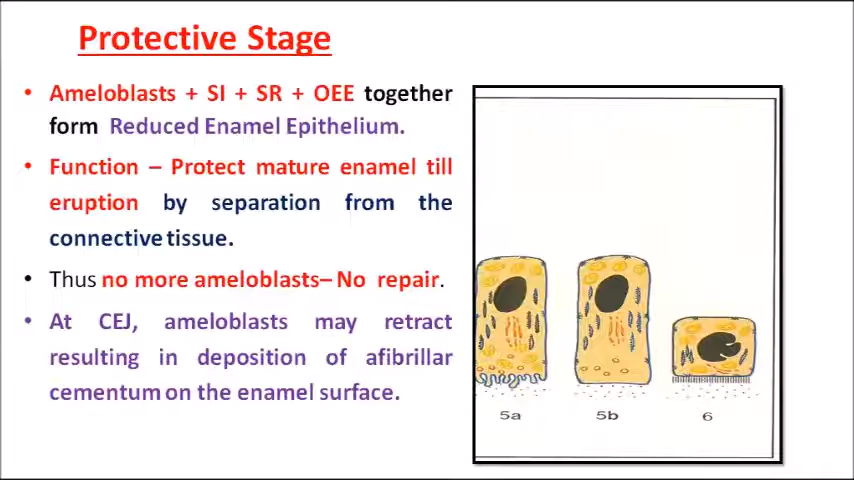 Protective Stage
• Ameloblasts + SI + SR + OEE together
form Reduced Enamel Epithelium.
• Function – Protect mature enamel till
eruption by separation from the
connective tissue.
• Thus no more ameloblasts– No repair.
• At CEJ, ameloblasts may retract
resulting in deposition of afibrillar
cementum on the enamel surface.
5a 5b 6